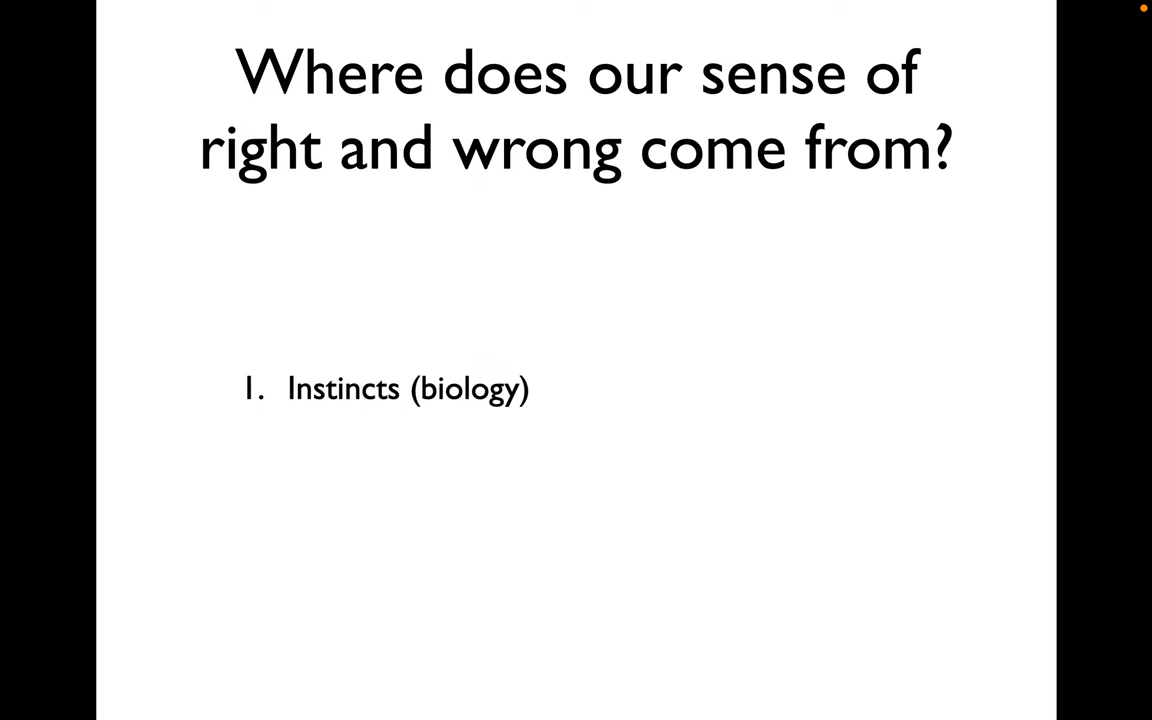 Where does our sense of
right and wrong come from?
1. Instincts (biology)